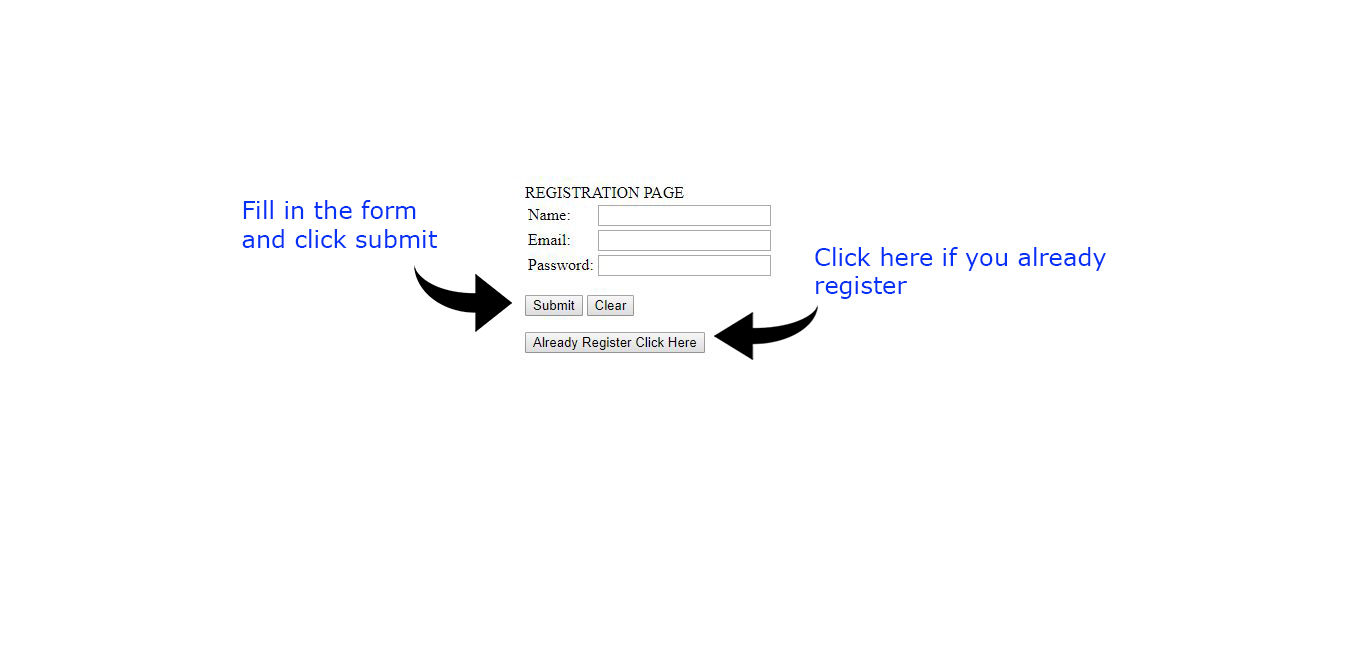 REGISTRATION PAGE
Fill in the form
and click submit
Name:
Email:
Password:
Click here if you already
register
Submit Clear
Already Register Click Here